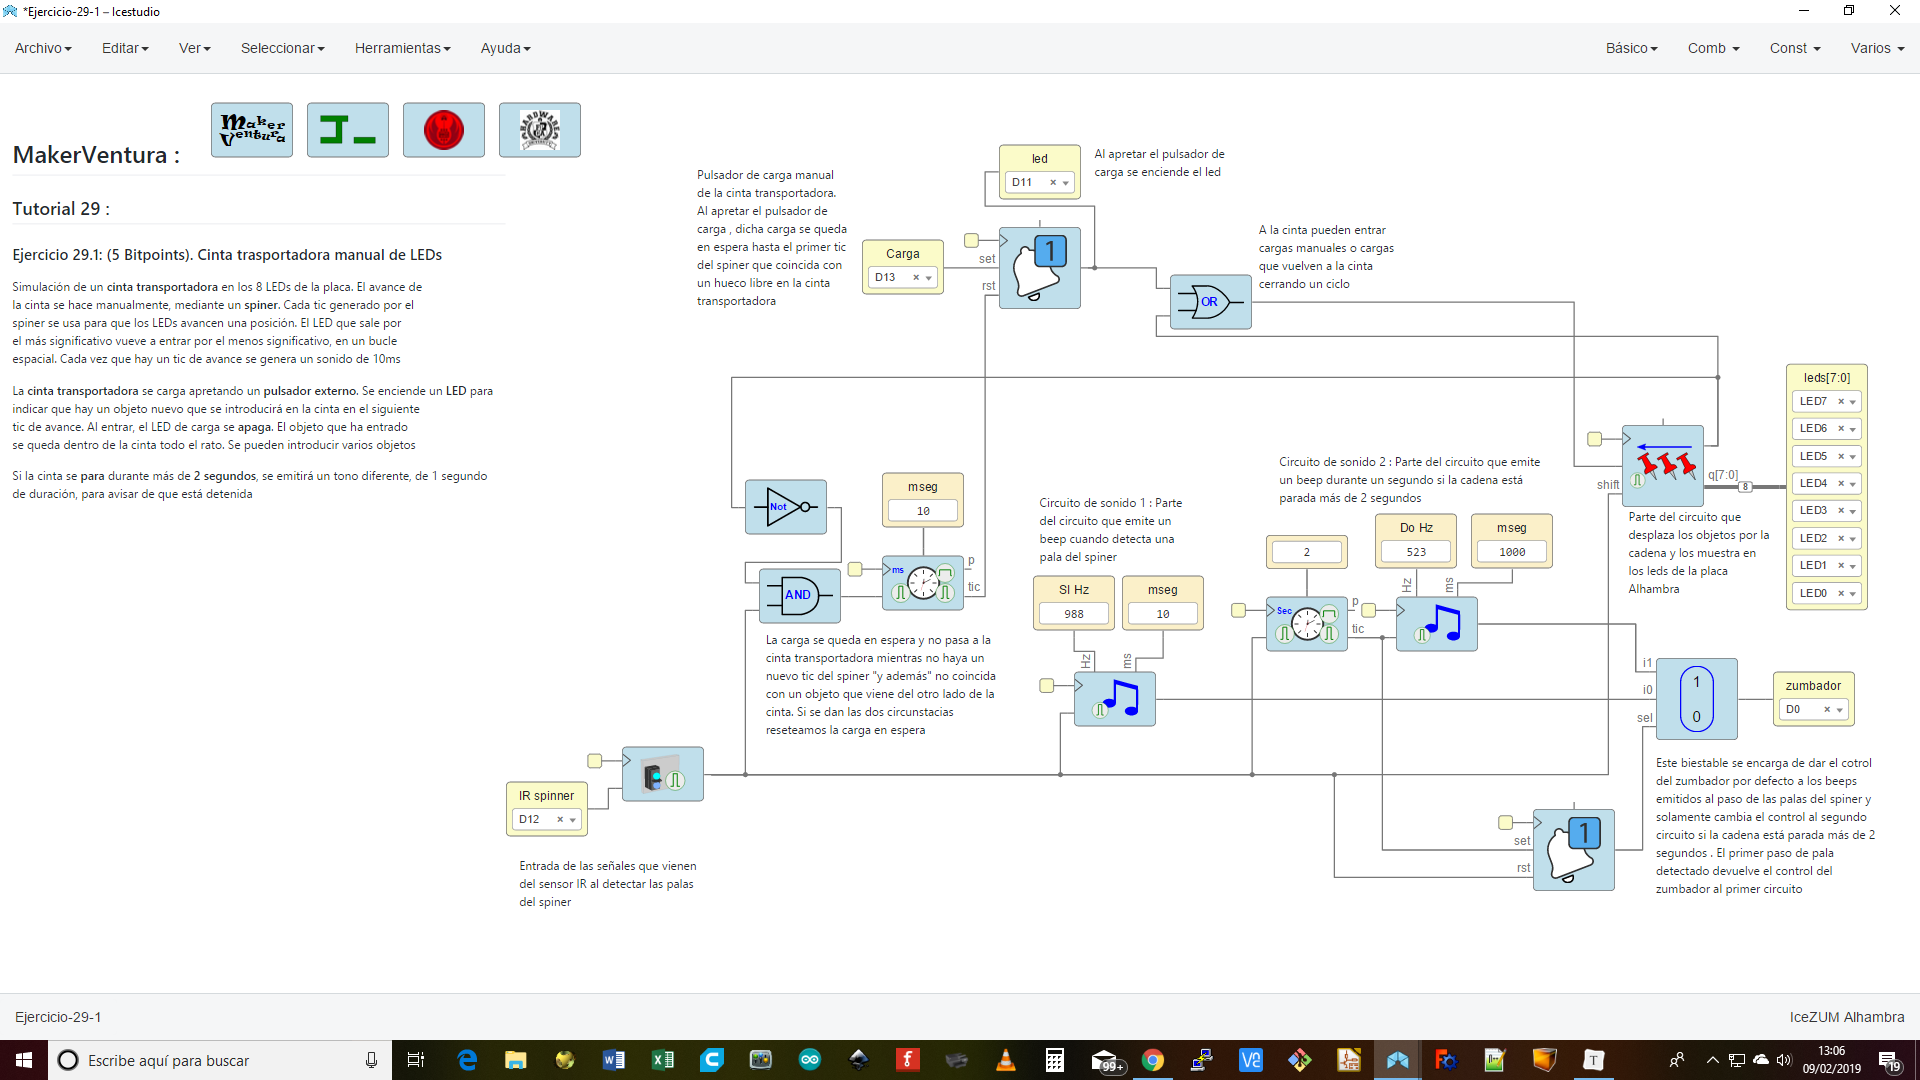 *Ejercicio-29-1 – Icestudio
Archivo
Editar
Ver
Seleccionar
Herramientas
Ayuda
Básico
Comb
Const
Varios
Maker Ventura
MakerVentura :
Tutorial 29 :
Ejercicio 29.1: (5 Bitpoints). Cinta trasportadora manual de LEDs
Simulación de un cinta transportadora en los 8 LEDs de la placa. El avance de
la cinta se hace manualmente, mediante un spiner. Cada tic generado por el
spiner se usa para que los LEDs avancen una posición. El LED que sale por
el más significativo vueve a entrar por el menos significativo, en un bucle
espacial. Cada vez que hay un tic de avance se genera un sonido de 10ms
La cinta transportadora se carga apretando un pulsador externo. Se enciende un LED para
indicar que hay un objeto nuevo que se introducirá en la cinta en el siguiente
tic de avance. Al entrar, el LED de carga se apaga. El objeto que ha entrado
se queda dentro de la cinta todo el rato. Se pueden introducir varios objetos
Si la cinta se para durante más de 2 segundos, se emitirá un tono diferente, de 1 segundo
de duración, para avisar de que está detenida
Pulsador de carga manual
de la cinta transportadora.
Al apretar el pulsador de
carga , dicha carga se queda
en espera hasta el primer tic
del spiner que coincida con
un hueco libre en la cinta
transportadora
led
D11
Al apretar el pulsador de
carga se enciende el led
Carga
D13
set
rst
1
OR
A la cinta pueden entrar
cargas manuales o cargas
que vuelven a la cinta
cerrando un ciclo
leds[7:0]
LED7
LED6
LED5
LED4
LED3
LED2
LED1
LED0
q[7:0]
8
shift
Parte del circuito que
desplaza los objetos por la
cadena y los muestra en
los leds de la placa
Alhambra
Not
AND
mseg
10
ms
p
tic
La carga se queda en espera y no pasa a la
cinta transportadora mientras no haya un
nuevo tic del spiner "y además" no coincida
con un objeto que viene del otro lado de la
cinta. Si se dan las dos circunstacias
reseteamos la carga en espera
Circuito de sonido 1 : Parte
del circuito que emite un
beep cuando detecta una
pala del spiner
SI Hz
988
mseg
10
Hz
ms
Circuito de sonido 2 : Parte del circuito que emite
un beep durante un segundo si la cadena está
parada más de 2 segundos
2
Do Hz
523
mseg
1000
Sec
p
tic
Hz
ms
i1
i0
sel
1
0
zumbador
D0
Este biestable se encarga de dar el cotrol
del zumbador por defecto a los beeps
emitidos al paso de las palas del spiner y
solamente cambia el control al segundo
circuito si la cadena está parada más de 2
segundos . El primer paso de pala
detectado devuelve el control del
zumbador al primer circuito
set
rst
1
IR spinner
D12
Entrada de las señales que vienen
del sensor IR al detectar las palas
del spiner
Ejercicio-29-1
IceZUM Alhambra
Escribe aquí para buscar
99+
13:06
09/02/2019
19